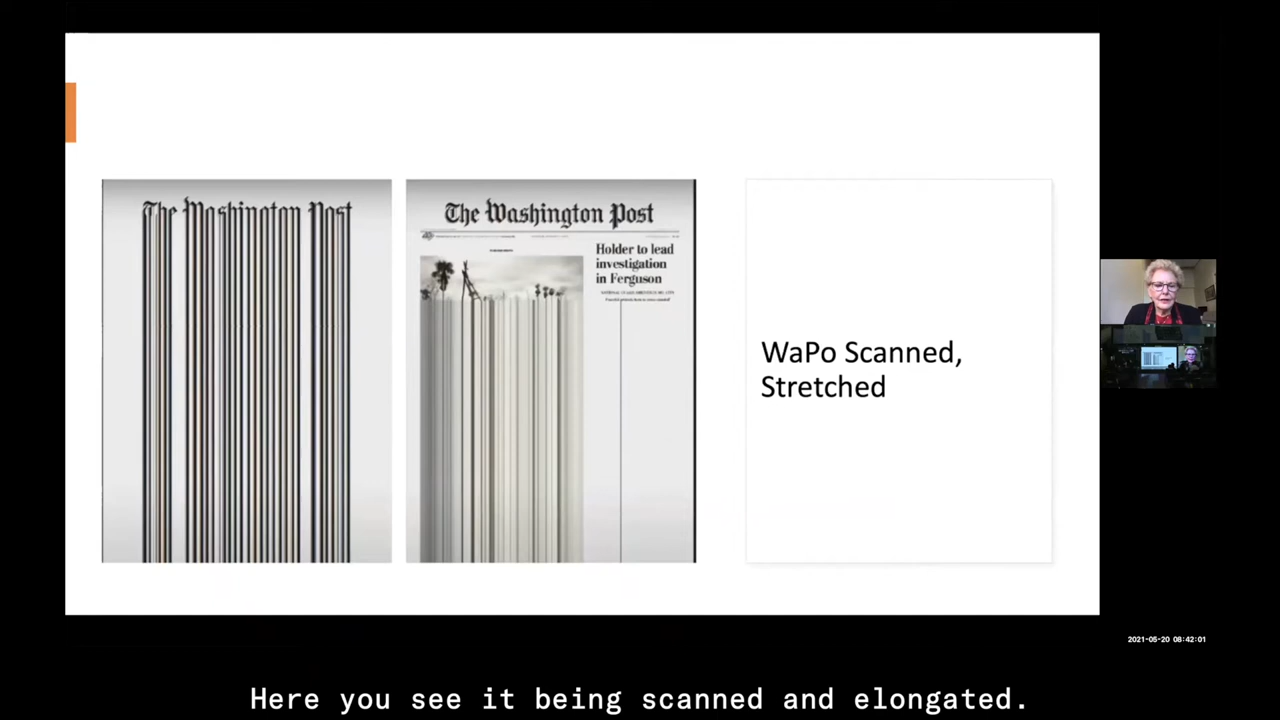 The Washington Post
The Washington Post
Holder to lead
investigation
in Ferguson
WaPo Scanned,
Stretched
2021-05-20 08:42:01
Here you see it being scanned and elongated.